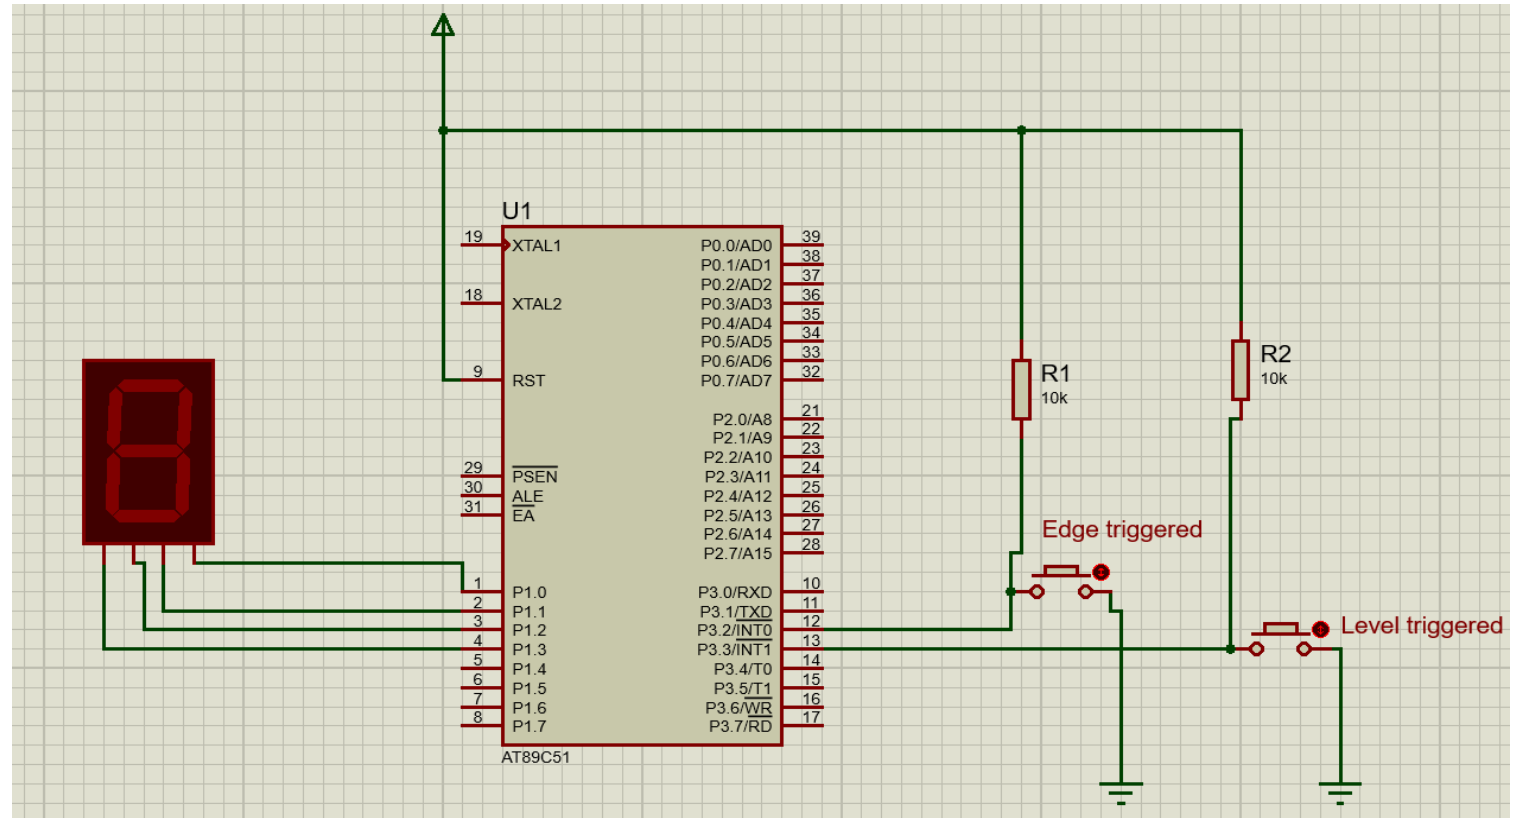 U1
19 XTAL1 P0.0/AD0 39
P0.1/AD1 38
P0.2/AD2 37
18 XTAL2 P0.3/AD3 36
P0.4/AD4 35
P0.5/AD5 34
P0.6/AD6 33
9 RST P0.7/AD7 32
P2.0/A8 21
P2.1/A9 22
P2.2/A10 23
29 PSEN P2.3/A11 24
30 ALE P2.4/A12 25
31 EA P2.5/A13 26
P2.6/A14 27
P2.7/A15 28
1 P1.0 P3.0/RXD 10
2 P1.1 P3.1/TXD 11
3 P1.2 P3.2/INT0 12
4 P1.3 P3.3/INT1 13
5 P1.4 P3.4/T0 14
6 P1.5 P3.5/T1 15
7 P1.6 P3.6/WR 16
8 P1.7 P3.7/RD 17
AT89C51
R1
10k
R2
10k
Edge triggered
Level triggered